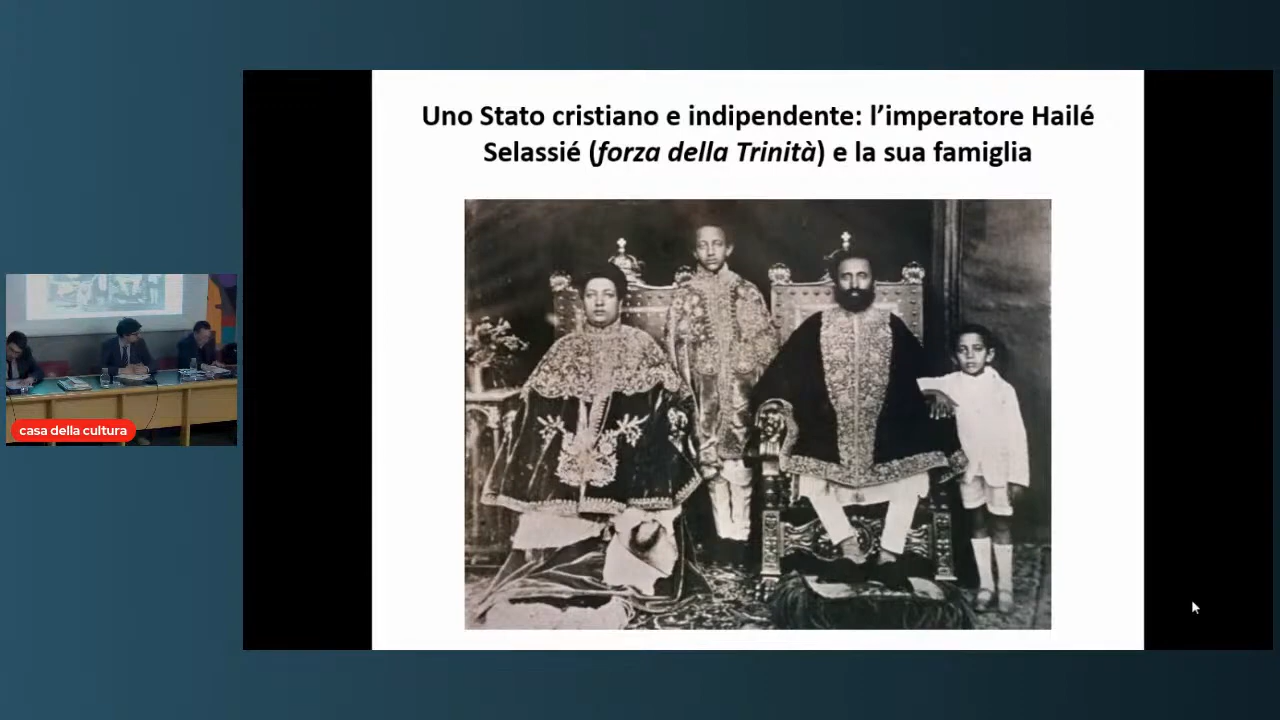 Uno Stato cristiano e indipendente: l’imperatore Hailé
Selassié (forza della Trinità) e la sua famiglia
casa della cultura